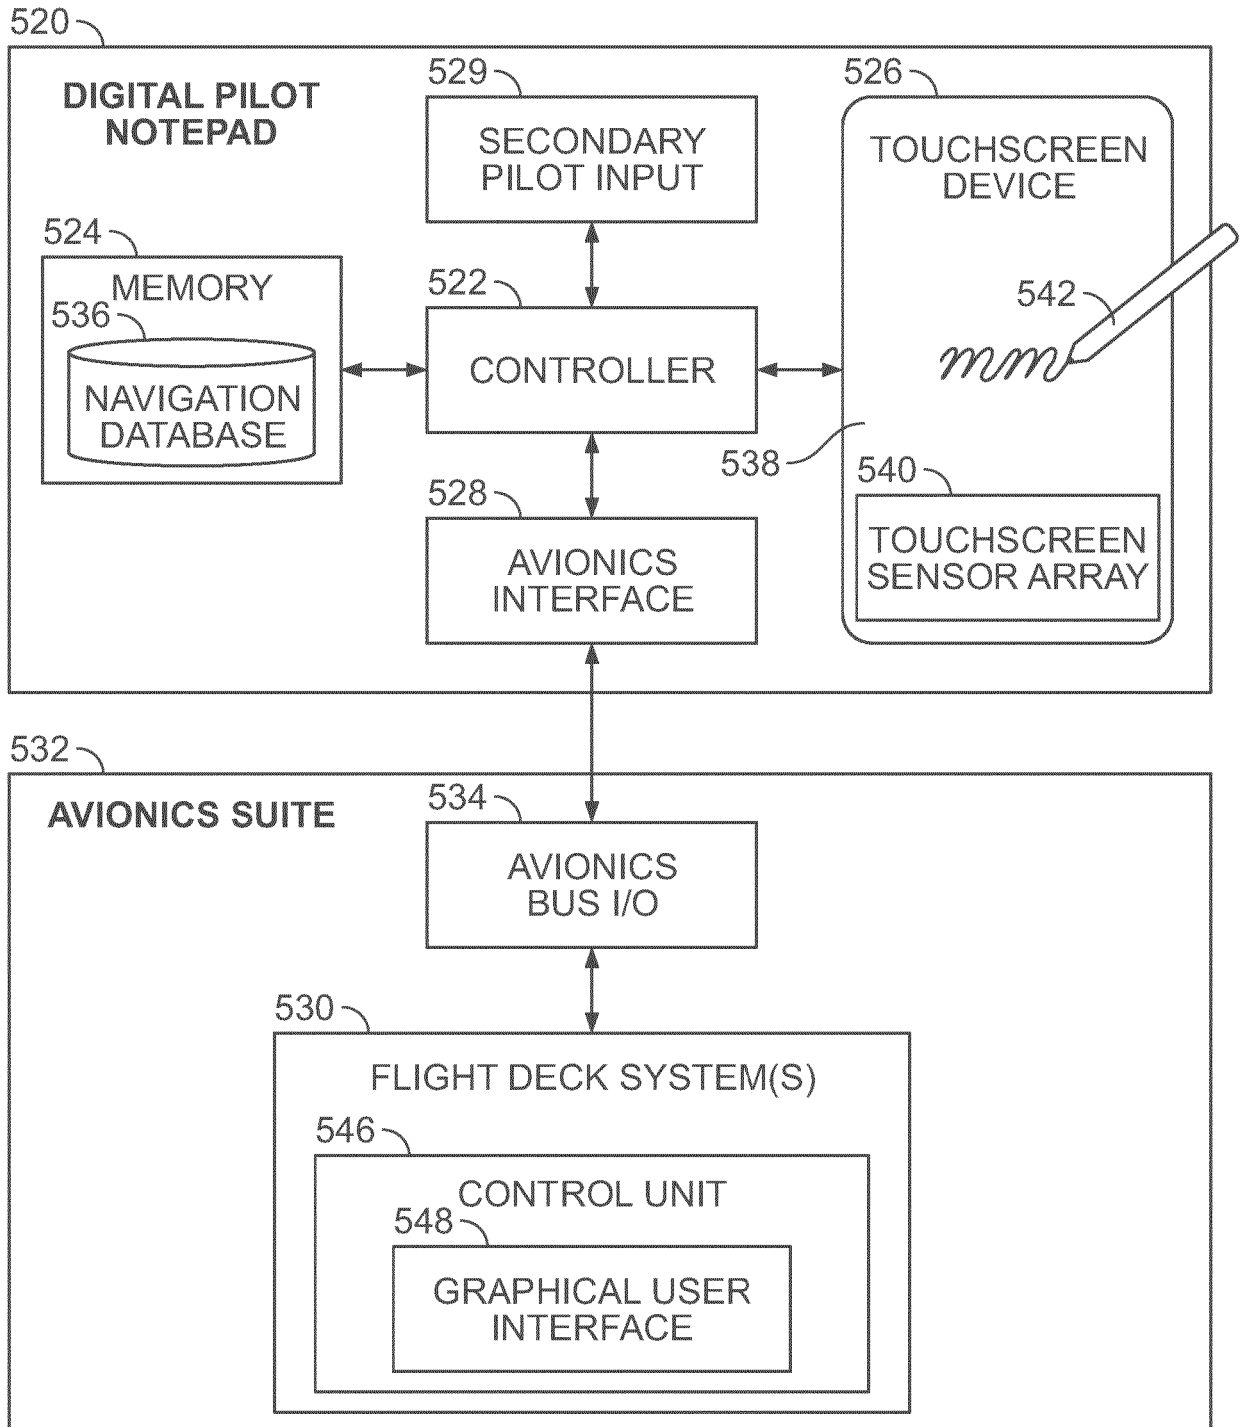 520
DIGITAL PILOT
NOTEPAD
529
SECONDARY
PILOT INPUT
526
TOUCHSCREEN
DEVICE
524
MEMORY
536
NAVIGATION
DATABASE
522
CONTROLLER
542
538
540
TOUCHSCREEN
SENSOR ARRAY
528
AVIONICS
INTERFACE
532
AVIONICS SUITE
534
AVIONICS
BUS I/O
530
FLIGHT DECK SYSTEM(S)
546
CONTROL UNIT
548
GRAPHICAL USER
INTERFACE